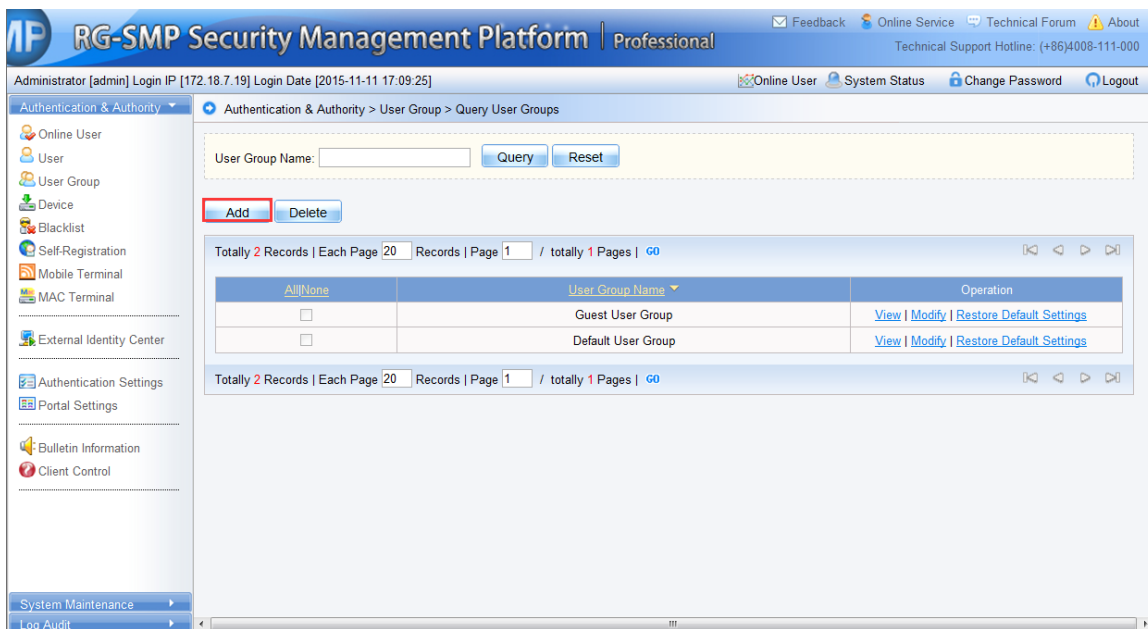 RG-SMP Security Management Platform | Professional
Feedback Online Service Technical Forum About
Technical Support Hotline: (+86)4008-111-000
Administrator [admin] Login IP [172.18.7.19] Login Date [2015-11-11 17:09:25]
Online User System Status Change Password Logout
Authentication & Authority
Online User
User
User Group
Device
Blacklist
Self-Registration
Mobile Terminal
MAC Terminal
External Identity Center
Authentication Settings
Portal Settings
Bulletin Information
Client Control
System Maintenance
Log Audit
Authentication & Authority > User Group > Query User Groups
User Group Name: Query Reset
Add Delete
Totally 2 Records | Each Page 20 Records | Page 1 / totally 1 Pages | GO
All|None User Group Name Operation
Guest User Group View | Modify | Restore Default Settings
Default User Group View | Modify | Restore Default Settings
Totally 2 Records | Each Page 20 Records | Page 1 / totally 1 Pages | GO